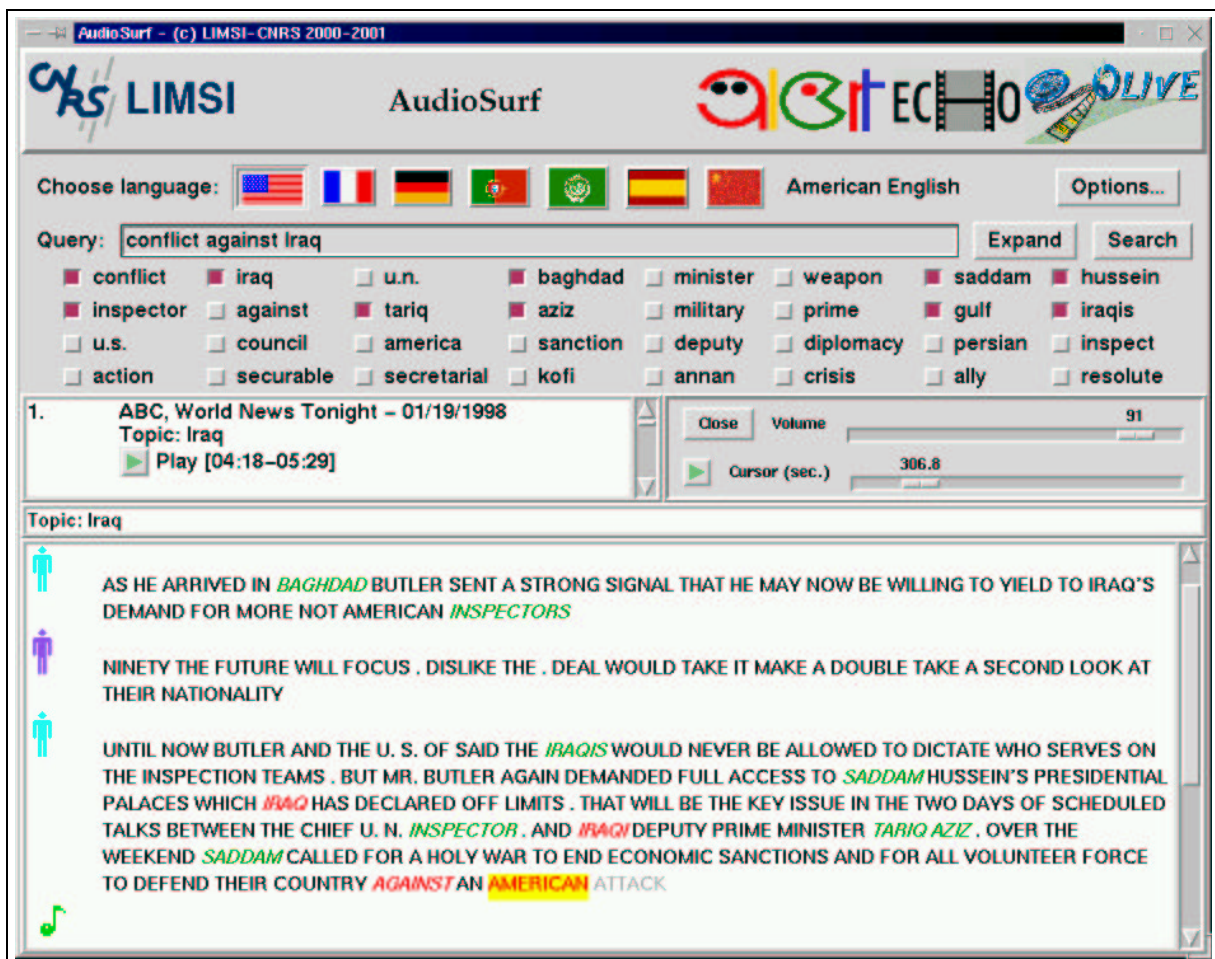 AudioSurf - (c) LIMSI-CNRS 2000-2001
CNRS LIMSI AudioSurf alert ECHO OLIVE
Choose language: American English Options...
Query: conflict against Iraq Expand Search
conflict iraq u.n. baghdad minister weapon saddam hussein
inspector against tariq aziz military prime gulf iraqis
u.s. council america sanction deputy diplomacy persian inspect
action securable secretarial kofi annan crisis ally resolute
1. ABC, World News Tonight - 01/19/1998
Topic: Iraq
Play [04:18-05:29]
Close Volume 91
Cursor (sec.) 306.8
Topic: Iraq
AS HE ARRIVED IN BAGHDAD BUTLER SENT A STRONG SIGNAL THAT HE MAY NOW BE WILLING TO YIELD TO IRAQ'S
DEMAND FOR MORE NOT AMERICAN INSPECTORS
NINETY THE FUTURE WILL FOCUS . DISLIKE THE . DEAL WOULD TAKE IT MAKE A DOUBLE TAKE A SECOND LOOK AT
THEIR NATIONALITY
UNTIL NOW BUTLER AND THE U. S. OF SAID THE IRAQIS WOULD NEVER BE ALLOWED TO DICTATE WHO SERVES ON
THE INSPECTION TEAMS . BUT MR. BUTLER AGAIN DEMANDED FULL ACCESS TO SADDAM HUSSEIN'S PRESIDENTIAL
PALACES WHICH IRAQ HAS DECLARED OFF LIMITS . THAT WILL BE THE KEY ISSUE IN THE TWO DAYS OF SCHEDULED
TALKS BETWEEN THE CHIEF U. N. INSPECTOR . AND IRAQI DEPUTY PRIME MINISTER TARIQ AZIZ . OVER THE
WEEKEND SADDAM CALLED FOR A HOLY WAR TO END ECONOMIC SANCTIONS AND FOR ALL VOLUNTEER FORCE
TO DEFEND THEIR COUNTRY AGAINST AN AMERICAN ATTACK